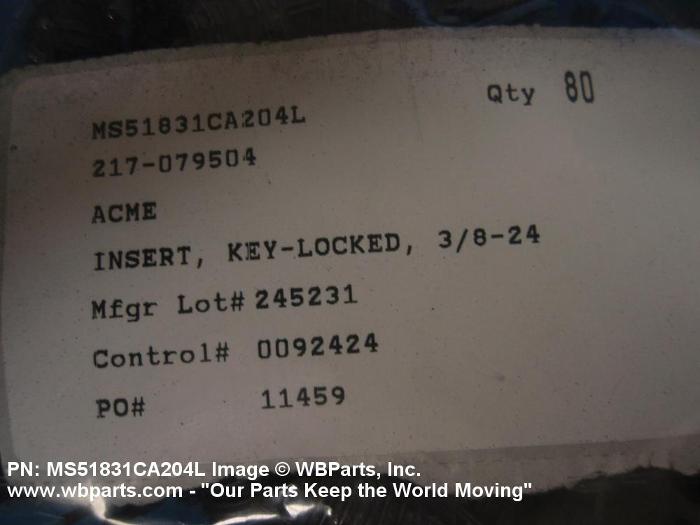 Qty 80
MS51831CA204L
217-079504
ACME
INSERT, KEY-LOCKED, 3/8-24
Mfgr Lot# 245231
Control# 0092424
PO# 11459
PN: MS51831CA204L Image © WBParts, Inc.
www.wbparts.com - "Our Parts Keep the World Moving"